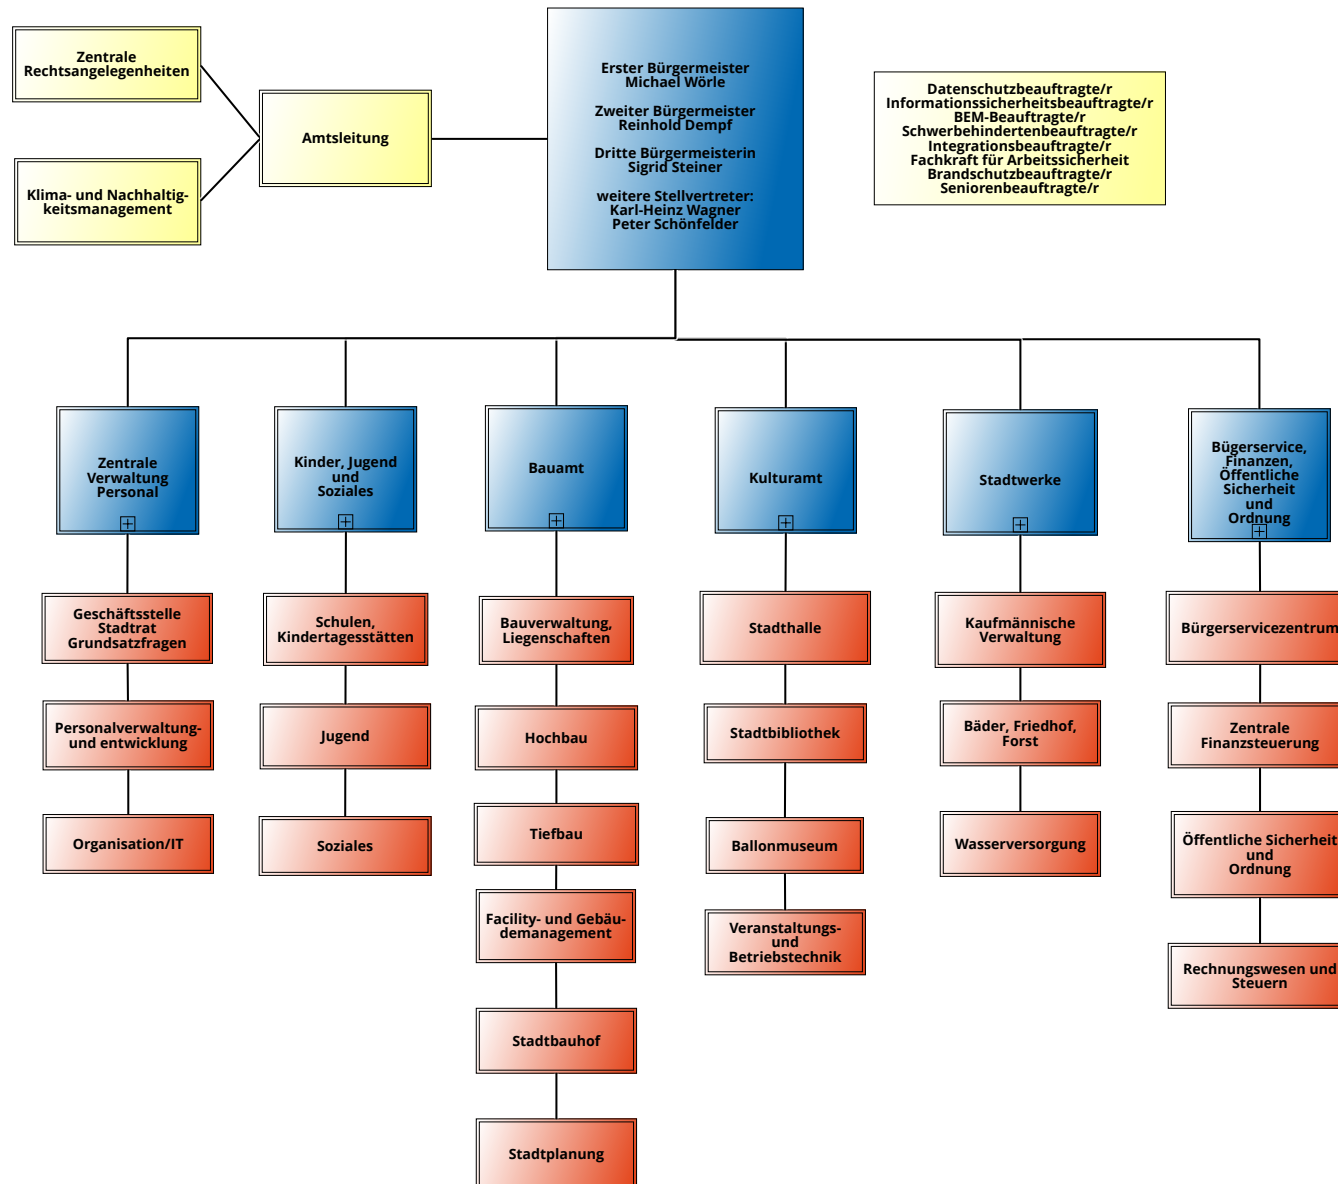 Zentrale
Rechtsangelegenheiten
Klima- und Nachhaltig-
keitsmanagement
Amtsleitung
Erster Bürgermeister
Michael Wörle
Zweiter Bürgermeister
Reinhold Dempf
Dritte Bürgermeisterin
Sigrid Steiner
weitere Stellvertreter:
Karl-Heinz Wagner
Peter Schönfelder
Datenschutzbeauftragte/r
Informationssicherheitsbeauftragte/r
BEM-Beauftragte/r
Schwerbehindertenbeauftragte/r
Integrationsbeauftragte/r
Fachkraft für Arbeitssicherheit
Brandschutzbeauftragte/r
Seniorenbeauftragte/r
Zentrale
Verwaltung
Personal
Geschäftsstelle
Stadtrat
Grundsatzfragen
Personalverwaltung-
und entwicklung
Organisation/IT
Kinder, Jugend
und
Soziales
Schulen,
Kindertagesstätten
Jugend
Soziales
Bauamt
Bauverwaltung,
Liegenschaften
Hochbau
Tiefbau
Facility- und Gebäu-
demanagement
Stadtbauhof
Stadtplanung
Kulturamt
Stadthalle
Stadtbibliothek
Ballonmuseum
Veranstaltungs-
und
Betriebstechnik
Stadtwerke
Kaufmännische
Verwaltung
Bäder, Friedhof,
Forst
Wasserversorgung
Bügerservice,
Finanzen,
Öffentliche
Sicherheit
und
Ordnung
Bürgerservicezentrum
Zentrale
Finanzsteuerung
Öffentliche Sicherheit
und
Ordnung
Rechnungswesen und
Steuern